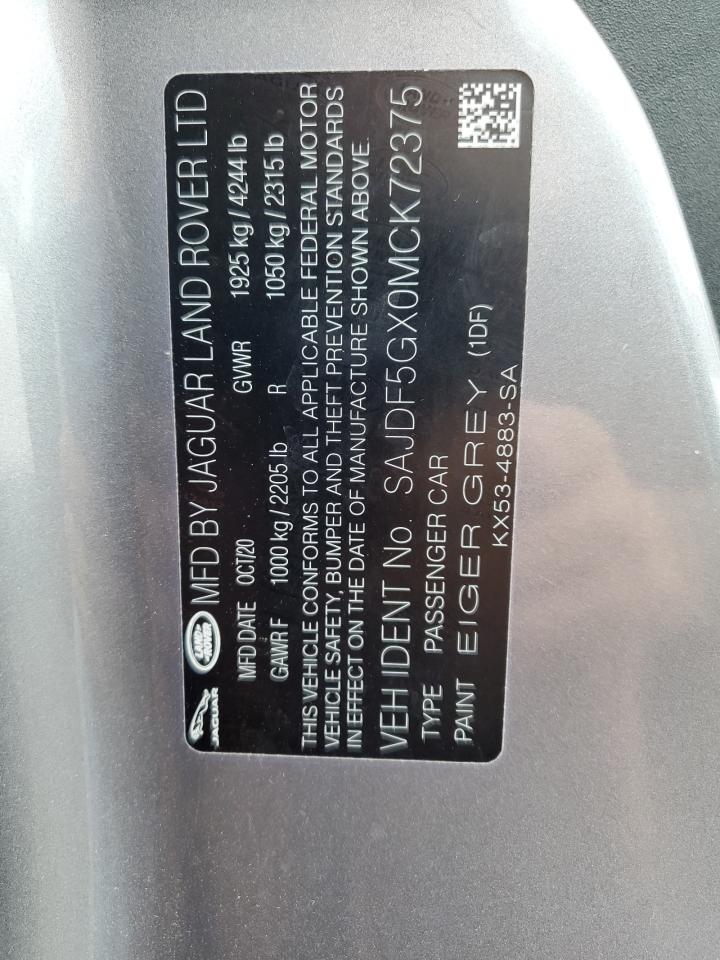 JAGUAR LAND ROVER MFD BY JAGUAR LAND ROVER LTD
MFD DATE OCT/20 GVWR 1925 kg / 4244 lb
GAWR F 1000 kg / 2205 lb R 1050 kg / 2315 lb
THIS VEHICLE CONFORMS TO ALL APPLICABLE FEDERAL MOTOR
VEHICLE SAFETY, BUMPER AND THEFT PREVENTION STANDARDS
IN EFFECT ON THE DATE OF MANUFACTURE SHOWN ABOVE.
VEH IDENT No. SAJDF5GX0MCK72375
TYPE PASSENGER CAR
PAINT EIGER GREY (1DF)
KX53-4883-SA